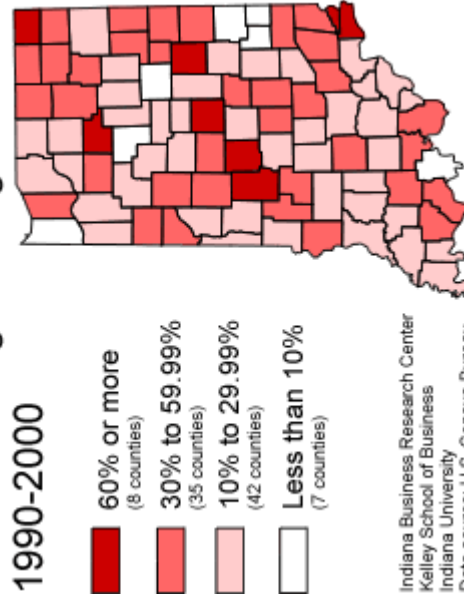 1990-2000
60% or more
(8 counties)
30% to 59.99%
(35 counties)
10% to 29.99%
(42 counties)
Less than 10%
(7 counties)
Indiana Business Research Center
Kelley School of Business
Indiana University